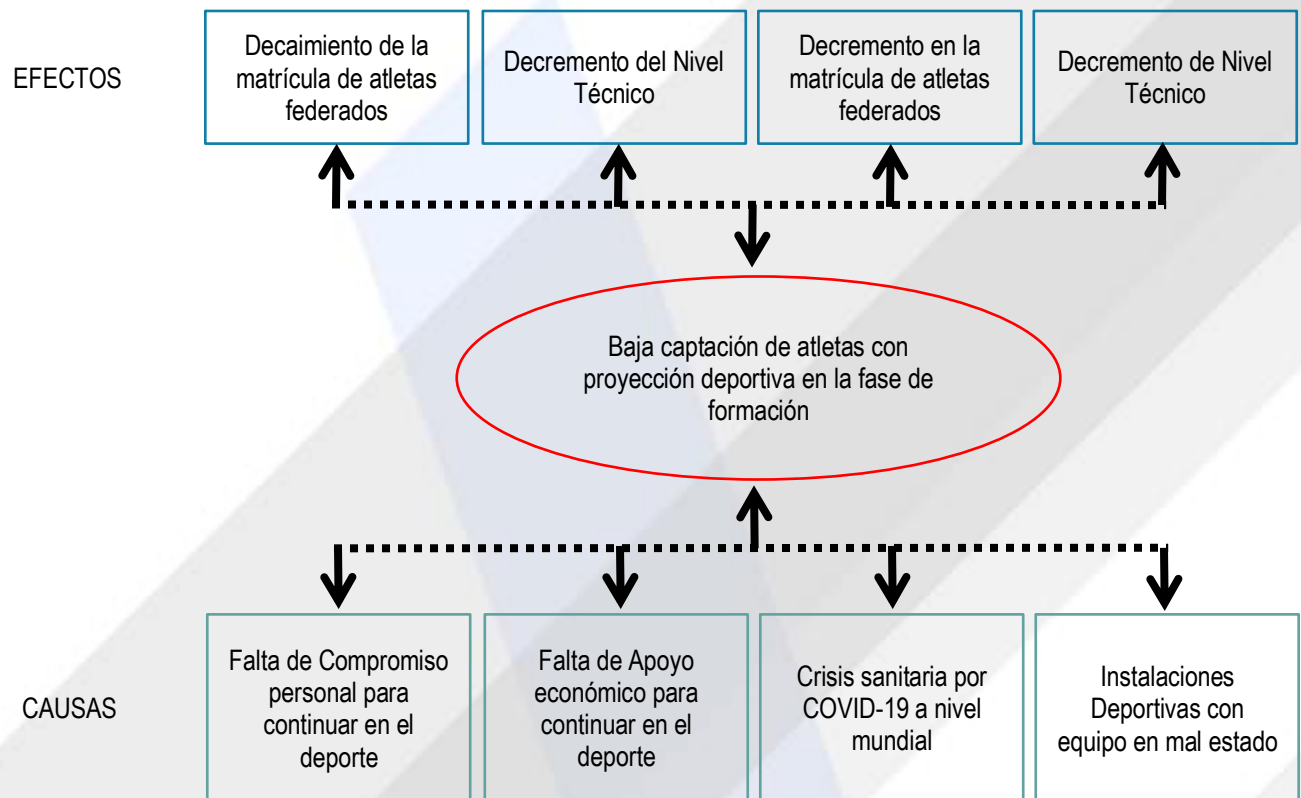 EFECTOS
Decaimiento de la
matrícula de atletas
federados
Decremento del Nivel
Técnico
Decremento en la
matrícula de atletas
federados
Decremento de Nivel
Técnico
Baja captación de atletas con
proyección deportiva en la fase de
formación
CAUSAS
Falta de Compromiso
personal para
continuar en el
deporte
Falta de Apoyo
económico para
continuar en el
deporte
Crisis sanitaria por
COVID-19 a nivel
mundial
Instalaciones
Deportivas con
equipo en mal estado